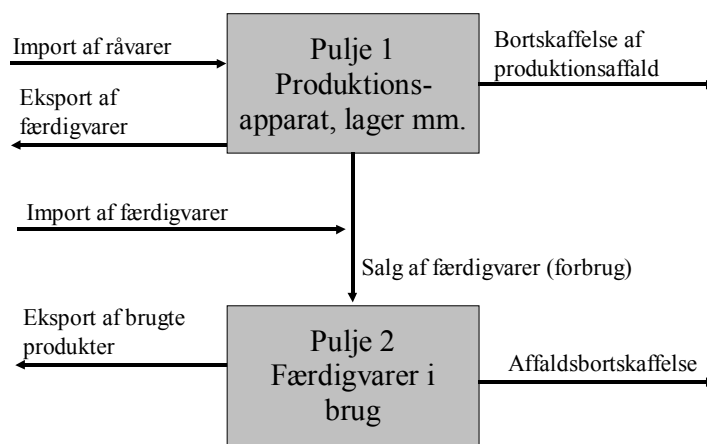 Import af råvarer
Pulje 1
Produktions-
apparat, lager mm.
Bortskaffelse af
produktionsaffald
Eksport af
færdigvarer
Import af færdigvarer
Salg af færdigvarer (forbrug)
Eksport af brugte
produkter
Pulje 2
Færdigvarer i
brug
Affaldsbortskaffelse